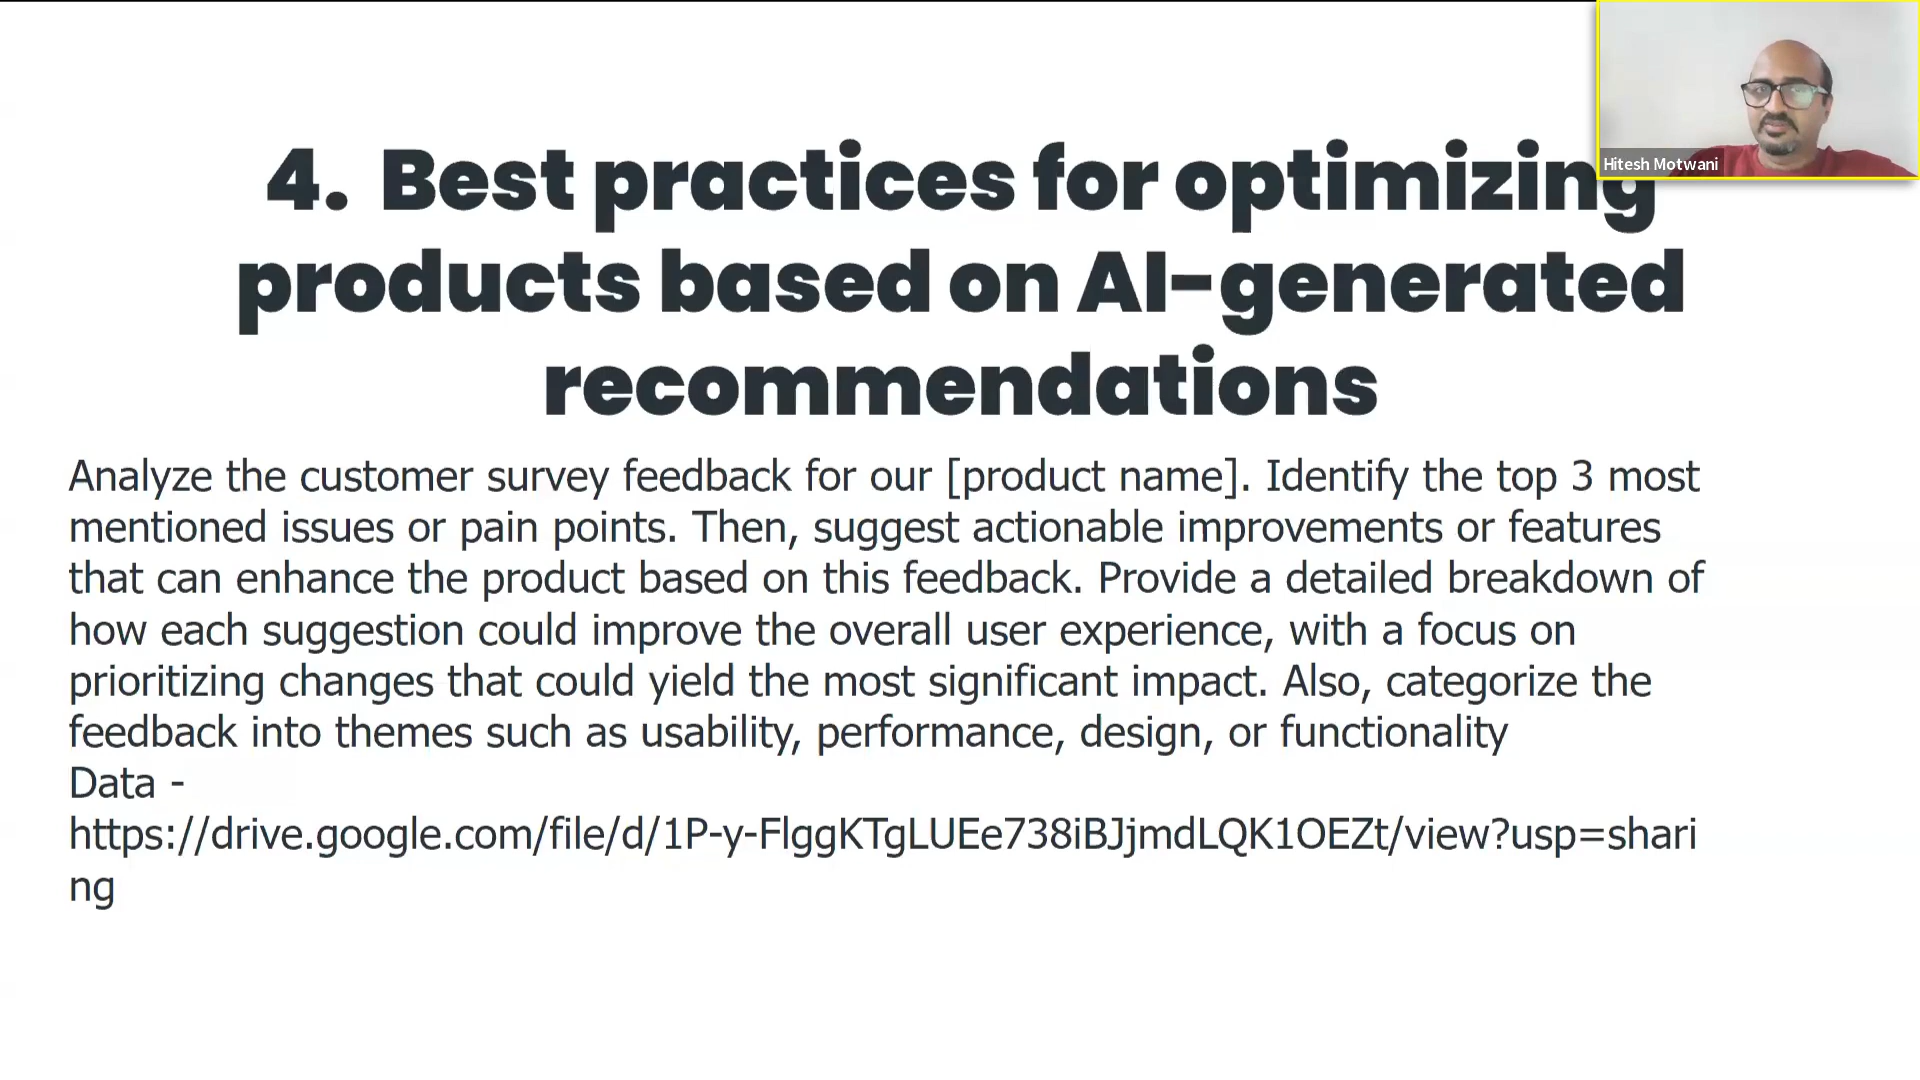 4. Best practices for optimizing
products based on AI-generated
recommendations
Hitesh Motwani
Analyze the customer survey feedback for our [product name]. Identify the top 3 most
mentioned issues or pain points. Then, suggest actionable improvements or features
that can enhance the product based on this feedback. Provide a detailed breakdown of
how each suggestion could improve the overall user experience, with a focus on
prioritizing changes that could yield the most significant impact. Also, categorize the
feedback into themes such as usability, performance, design, or functionality
Data -
https://drive.google.com/file/d/1P-y-FlggKTgLUEe738iBJjmdLQK1OEZt/view?usp=shari
ng